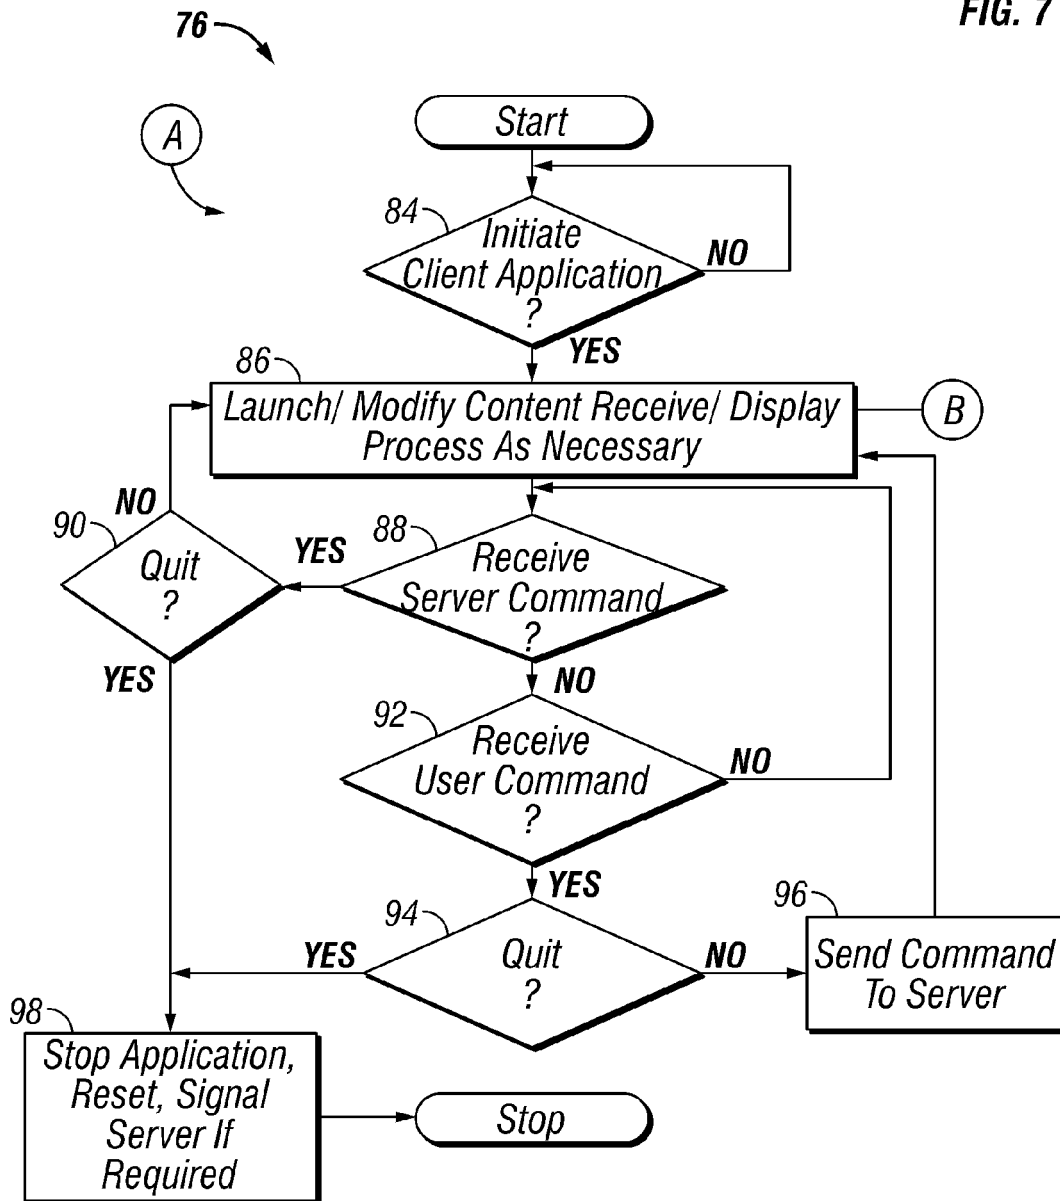 FIG. 7
76
A
Start
84
Initiate
Client Application
?
NO
YES
86
Launch/ Modify Content Receive/ Display
Process As Necessary
B
NO
90
Quit
?
YES
YES
88
Receive
Server Command
?
NO
92
Receive
User Command
?
NO
YES
94
Quit
?
YES
NO
96
Send Command
To Server
98
Stop Application,
Reset, Signal
Server If
Required
Stop